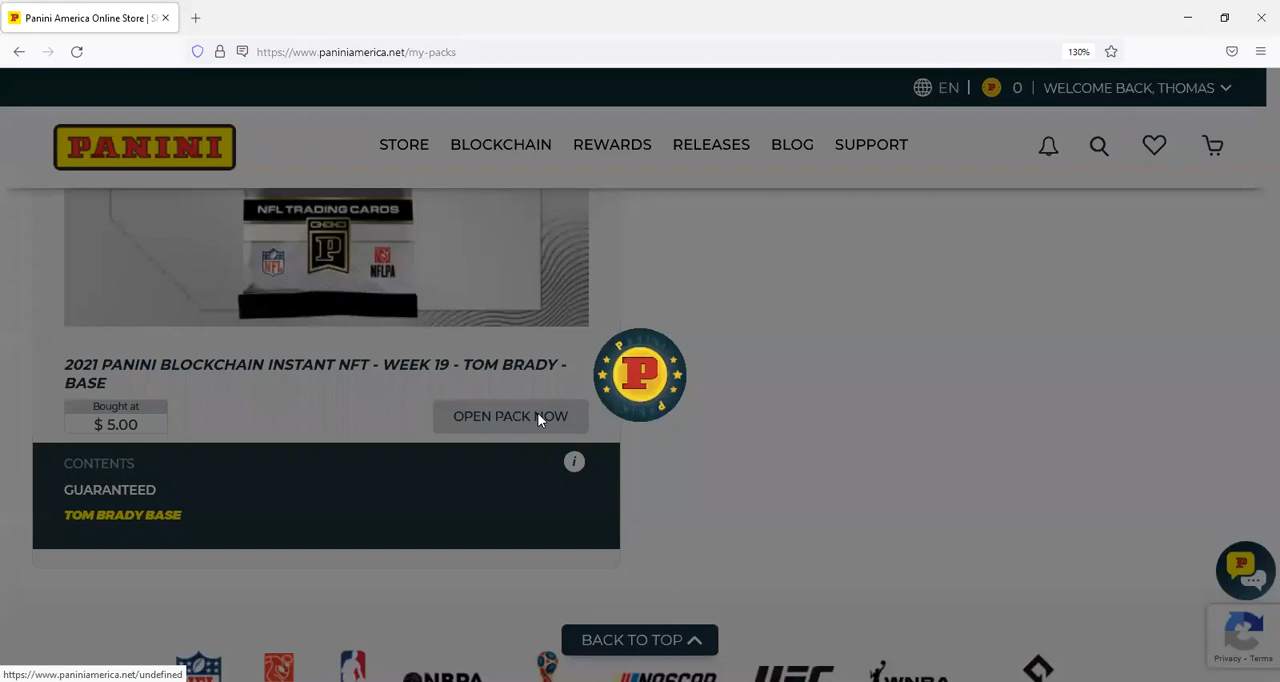 Panini America Online Store | S
https://www.paniniamerica.net/my-packs
130%
EN | P 0 | WELCOME BACK, THOMAS
PANINI
STORE BLOCKCHAIN REWARDS RELEASES BLOG SUPPORT
NFL TRADING CARDS
P
NFL
NFLPA
2021 PANINI BLOCKCHAIN INSTANT NFT - WEEK 19 - TOM BRADY -
BASE
Bought at
$ 5.00
OPEN PACK NOW
P
CONTENTS
i
GUARANTEED
TOM BRADY BASE
BACK TO TOP
Privacy - Terms
NFL
NBPA
NASCAR
UFC
WNBA
https://www.paniniamerica.net/undefined